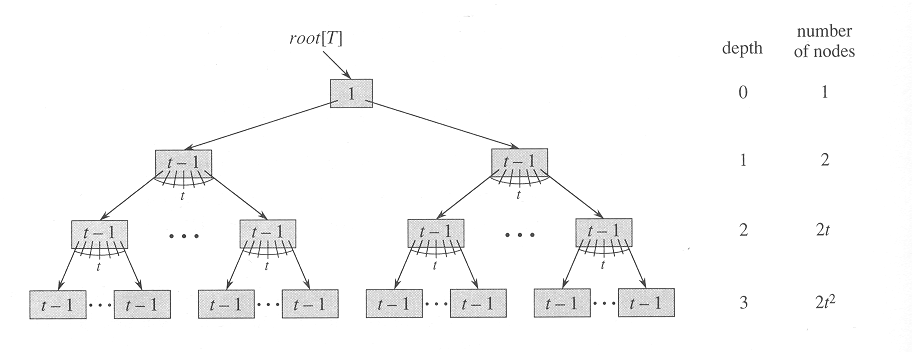 root[T]
depth
number
of nodes
1
0
1
t – 1
t – 1
1
2
t
t
t – 1
• • •
t – 1
t – 1
• • •
t – 1
2
2t
t
t
t
t
t – 1 • • • t – 1
t – 1 • • • t – 1
t – 1 • • • t – 1
t – 1 • • • t – 1
3
2t²